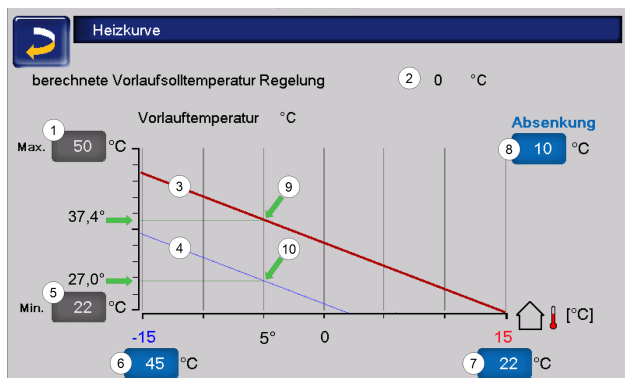 Heizkurve
berechnete Vorlaufsolltemperatur Regelung 2 0 °C
Vorlauftemperatur °C
Absenkung
1
Max. 50 °C
8 10 °C
3
9
37,4°
4
10
27,0°
5
Min. 22 °C
[°C]
-15 5° 0 15
6 45 °C
7 22 °C